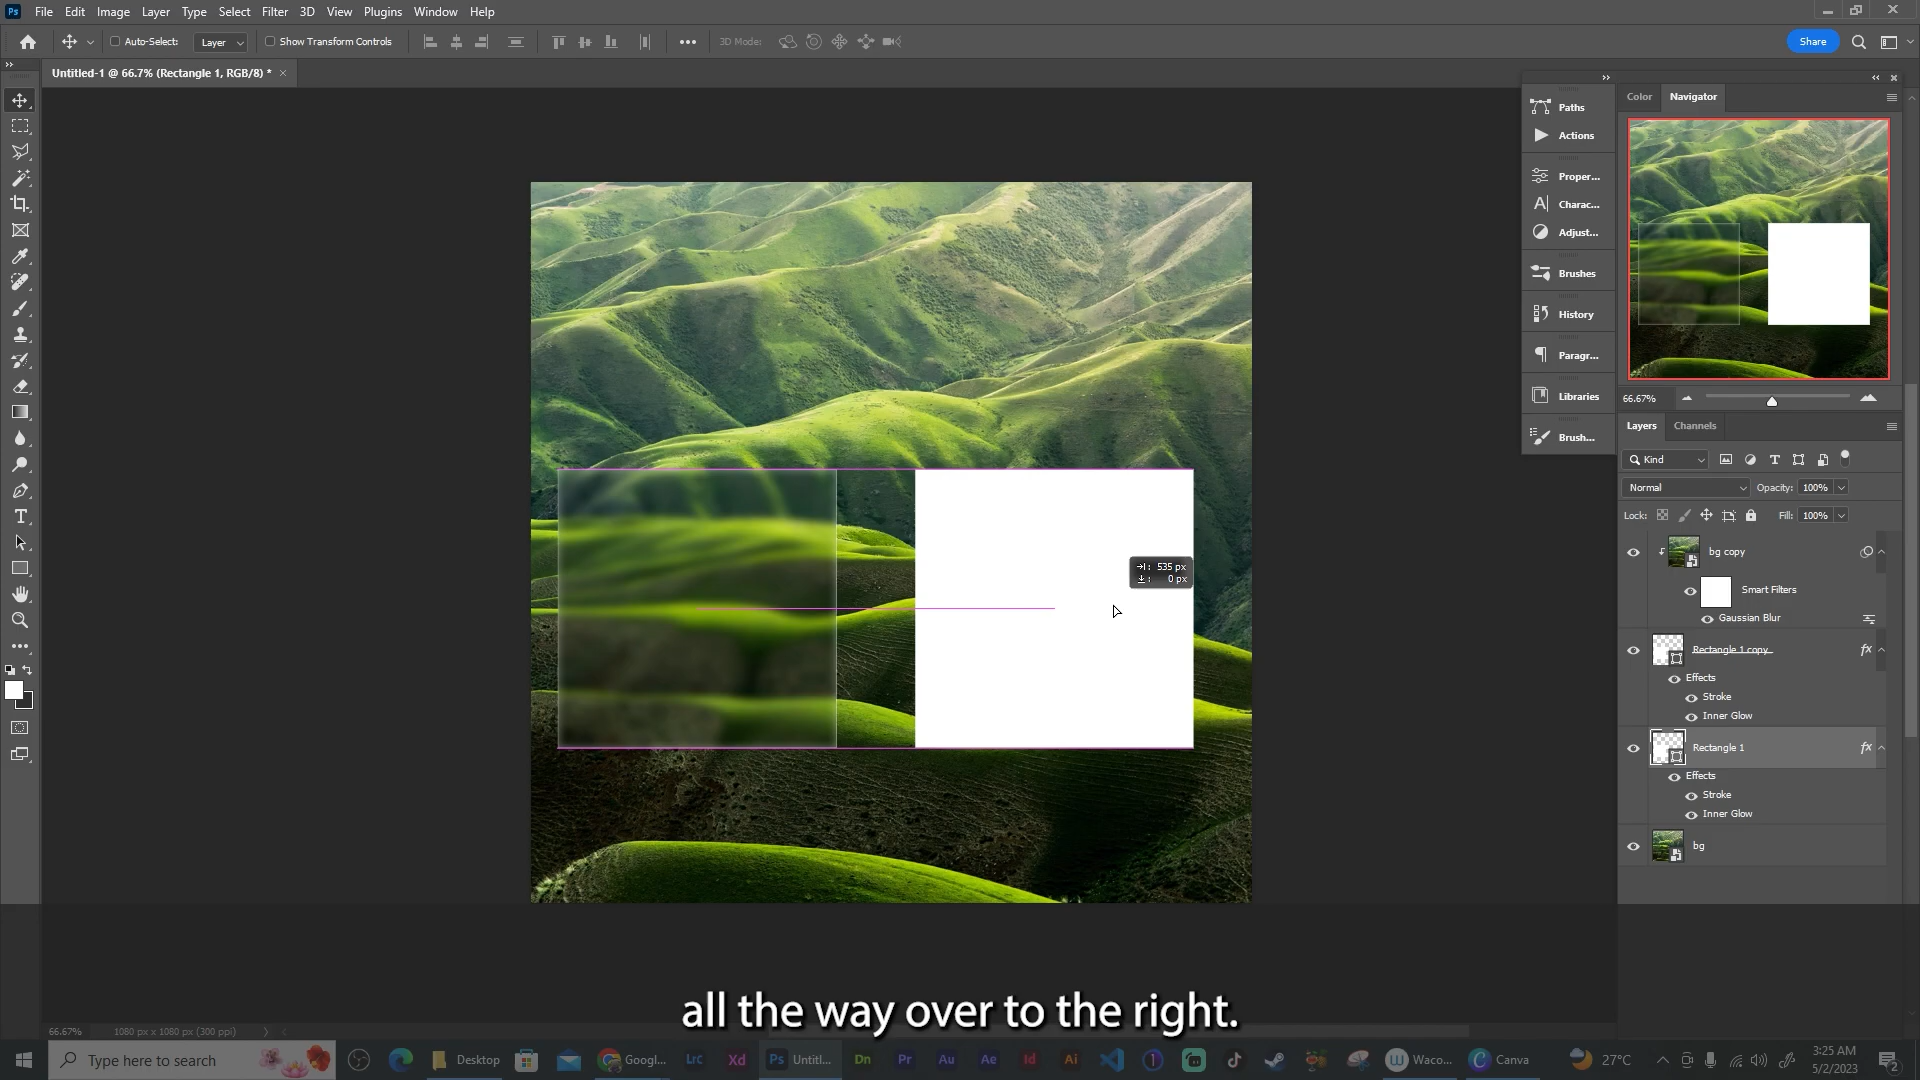 Ps File Edit Image Layer Type Select Filter 3D View Plugins Window Help
Auto-Select: Layer Show Transform Controls 3D Mode: Share
Untitled-1 @ 66.7% (Rectangle 1, RGB/8) *
Color Navigator
Paths
Actions
Proper...
Charac...
Adjust...
Brushes
History
Paragr...
Libraries
Brush...
66.67%
Layers Channels
Kind
Normal Opacity: 100%
Lock: Fill: 100%
bg copy
Smart Filters
Gaussian Blur
Rectangle 1 copy
Effects
Stroke
Inner Glow
Rectangle 1
Effects
Stroke
Inner Glow
bg
535 px
0 px
all the way over to the right.
66.67% 1080 px x 1080 px (300 ppi)
Type here to search Desktop Googl... Lrc Xd Ps Untitl... Dn Pr Au Ae Id Ai Waco... Canva 27°C
3:25 AM
5/2/2023
2